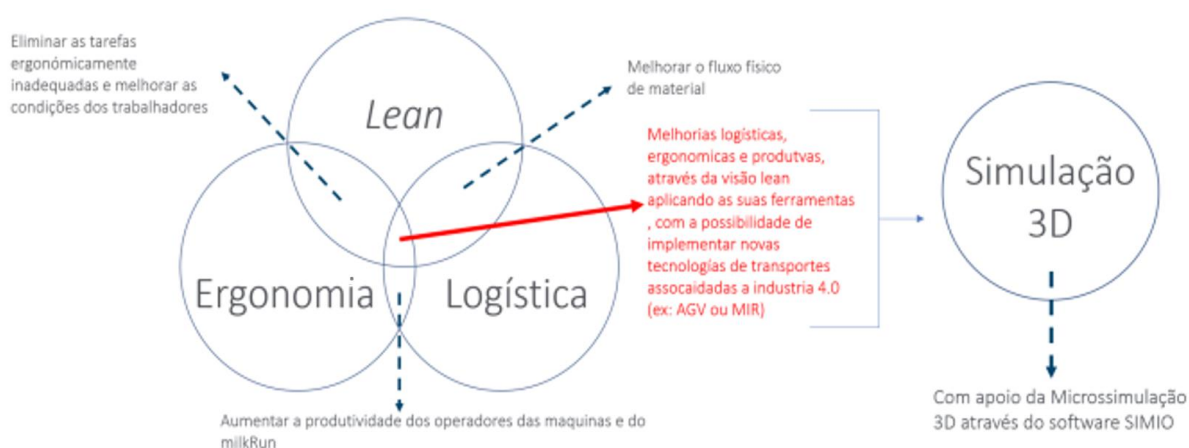 Eliminar as tarefas
ergonómicamente
inadequadas e melhorar as
condições dos trabalhadores
Lean
Melhorar o fluxo físico
de material
Melhorias logísticas,
ergonomicas e produtvas,
através da visão lean
aplicando as suas ferramentas
, com a possibilidade de
implementar novas
tecnologías de transportes
assocaidadas a industria 4.0
(ex: AGV ou MIR)
Simulação
3D
Ergonomia
Logística
Aumentar a produtividade dos operadores das maquinas e do
milkRun
Com apoio da Microssimulação
3D através do software SIMIO